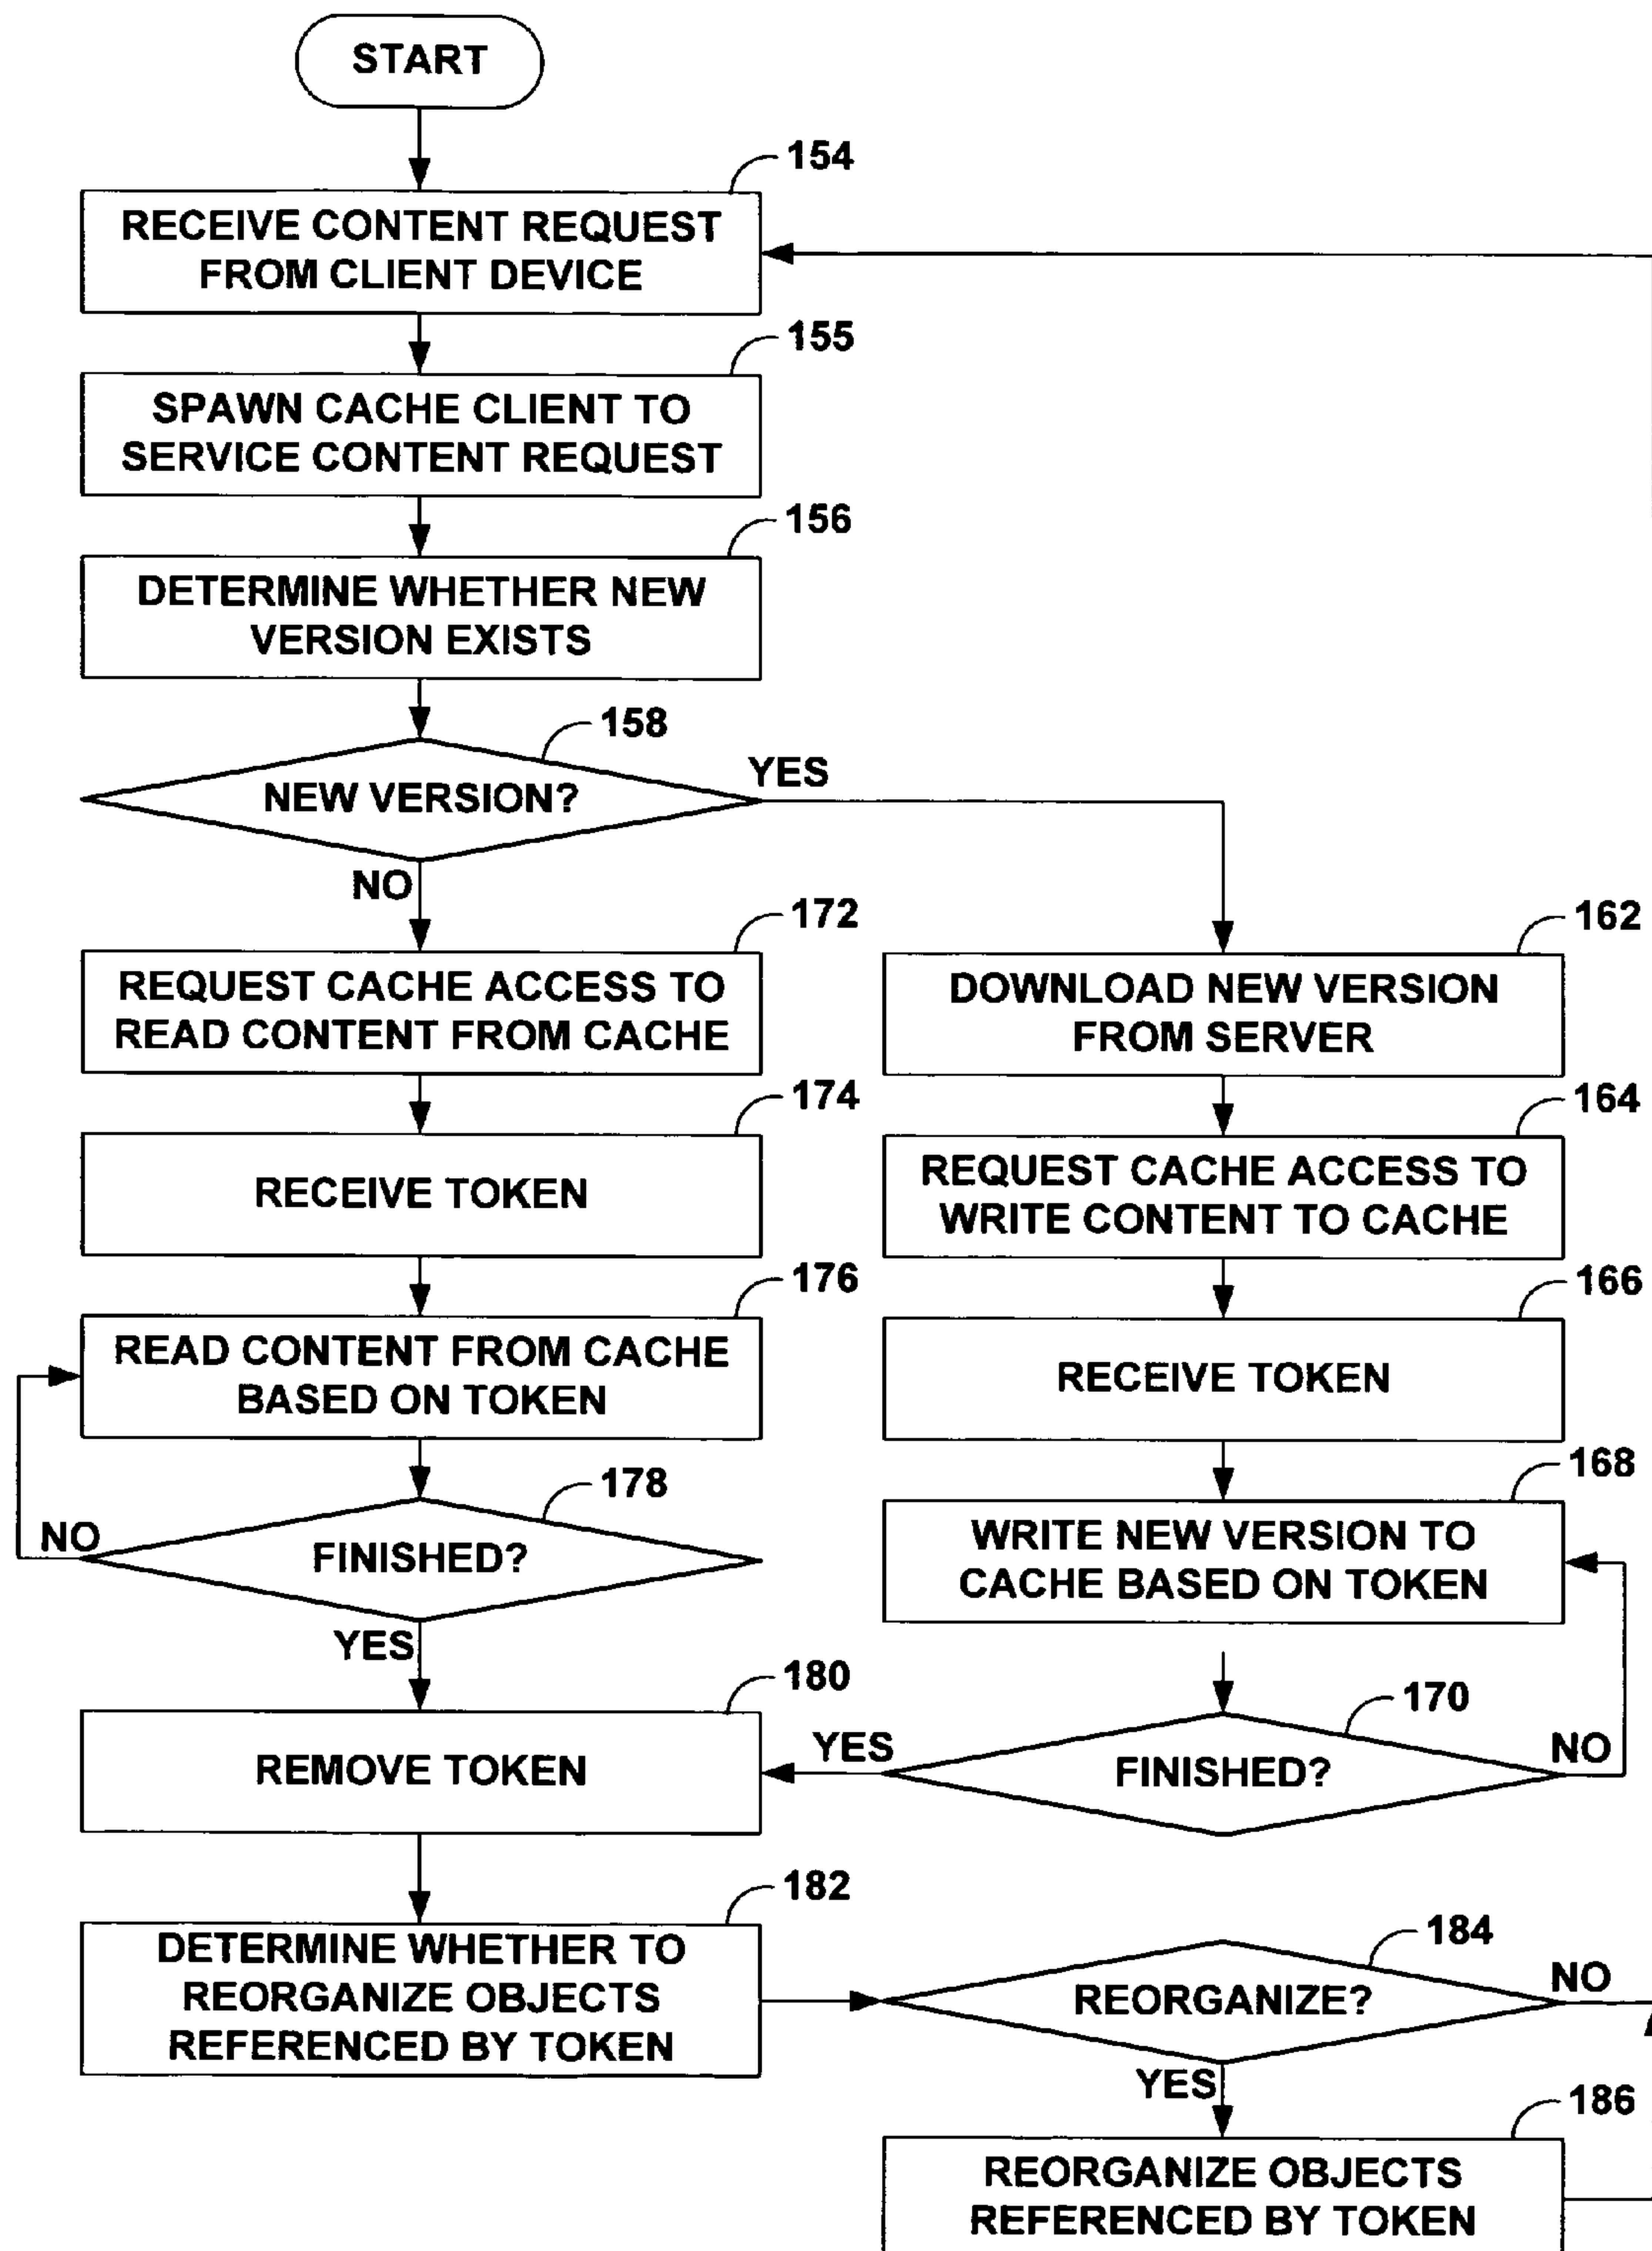 START
154
RECEIVE CONTENT REQUEST
FROM CLIENT DEVICE
155
SPAWN CACHE CLIENT TO
SERVICE CONTENT REQUEST
156
DETERMINE WHETHER NEW
VERSION EXISTS
158
NEW VERSION?
YES
NO
172
REQUEST CACHE ACCESS TO
READ CONTENT FROM CACHE
162
DOWNLOAD NEW VERSION
FROM SERVER
174
RECEIVE TOKEN
164
REQUEST CACHE ACCESS TO
WRITE CONTENT TO CACHE
176
READ CONTENT FROM CACHE
BASED ON TOKEN
166
RECEIVE TOKEN
178
FINISHED?
NO
YES
168
WRITE NEW VERSION TO
CACHE BASED ON TOKEN
180
REMOVE TOKEN
170
FINISHED?
YES
NO
182
DETERMINE WHETHER TO
REORGANIZE OBJECTS
REFERENCED BY TOKEN
184
REORGANIZE?
NO
YES
186
REORGANIZE OBJECTS
REFERENCED BY TOKEN